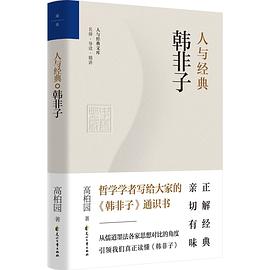 人与经典
韩非子
高柏园 著
人与经典文库
名师·导读·精讲
人与经典·韩非子
高柏园 著
哲学学者写给大家的
《韩非子》通识书
从儒道墨法各家思想对比的角度
引领我们真正读懂《韩非子》
正解经典
亲切有味